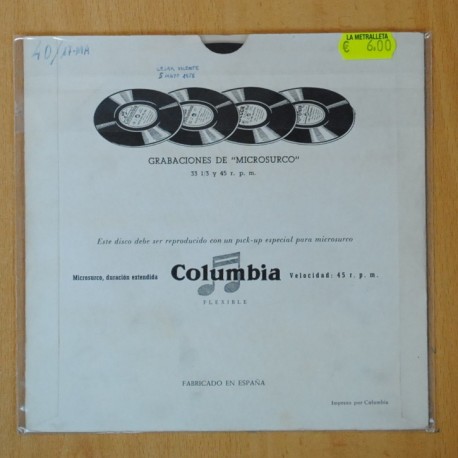 LA METRALLETA
€ 6.00
GRABACIONES DE "MICROSURCO"
33 1:3 y 45 r. p. m.
Este disco debe ser reproducido con un pick-up especial para microsurco
Microsurco, duración extendida Columbia Velocidad: 45 r. p. m.
FLEXIBLE
FABRICADO EN ESPAÑA
Impreso por Columbia